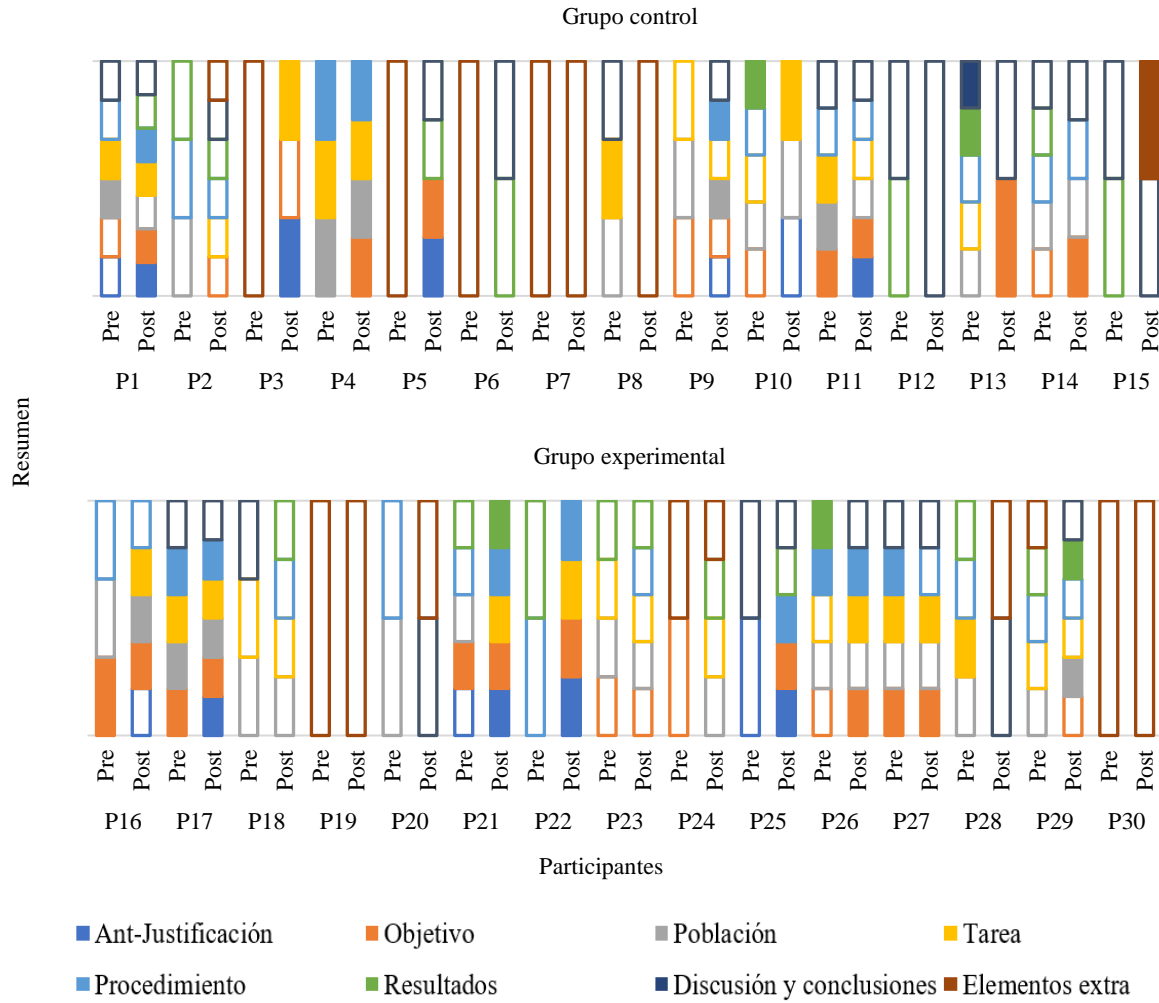 Grupo control
Pre Post Pre Post Pre Post Pre Post Pre Post Pre Post Pre Post Pre Post Pre Post Pre Post Pre Post Pre Post Pre Post Pre Post Pre Post
P1 P2 P3 P4 P5 P6 P7 P8 P9 P10 P11 P12 P13 P14 P15
Resumen
Grupo experimental
Pre Post Pre Post Pre Post Pre Post Pre Post Pre Post Pre Post Pre Post Pre Post Pre Post Pre Post Pre Post Pre Post Pre Post Pre Post
P16 P17 P18 P19 P20 P21 P22 P23 P24 P25 P26 P27 P28 P29 P30
Participantes
Ant-Justificación Objetivo Población Tarea
Procedimiento Resultados Discusión y conclusiones Elementos extra